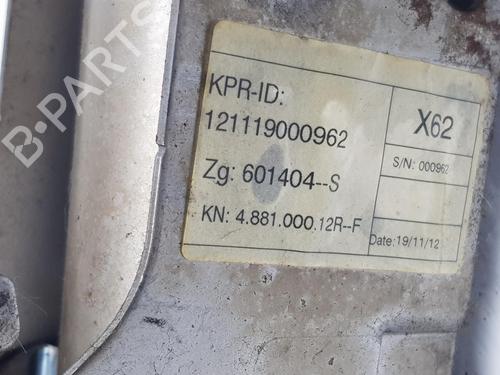 B-PARTS
KPR-ID:
121119000962
X62
S/N: 000962
Zg: 601404--S
KN: 4.881.000.12R--F
Date: 19/11/12